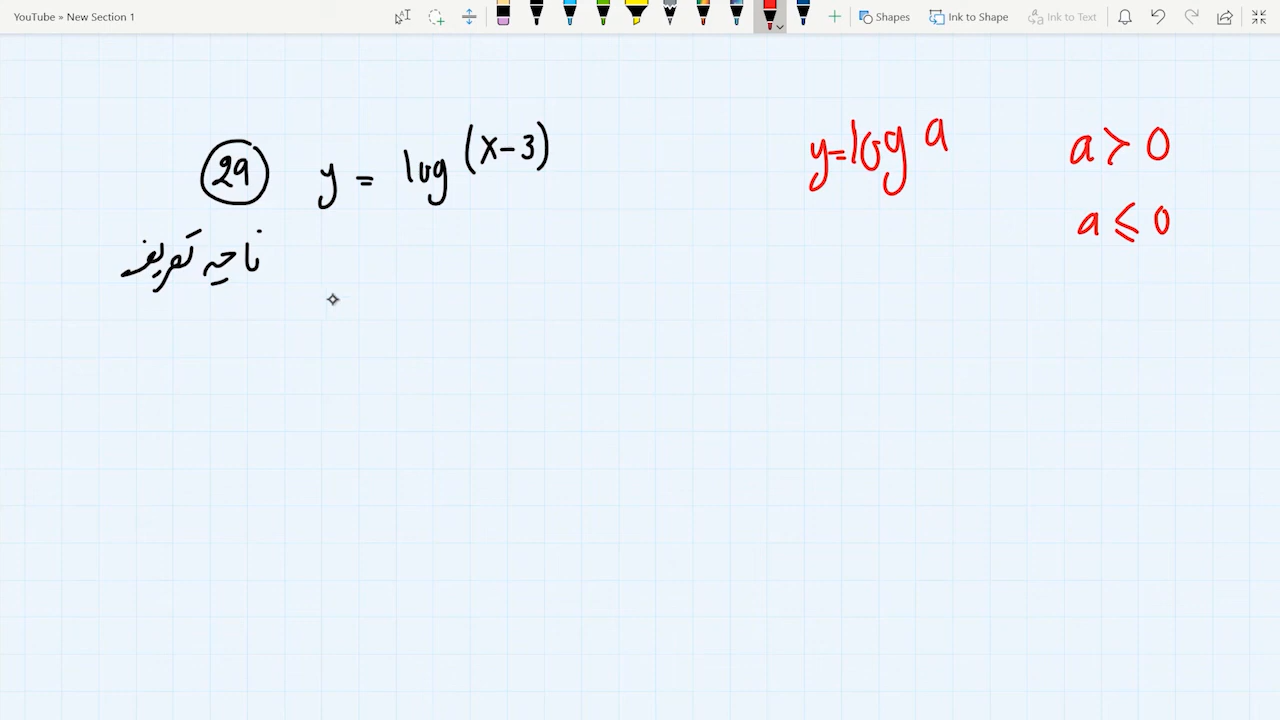 Youtube » New Section 1
Shapes
Ink to Shape
Ink to Text
29 y = log (x-3)
ناحیه تعریف
y=log a
a > 0
a ≤ 0